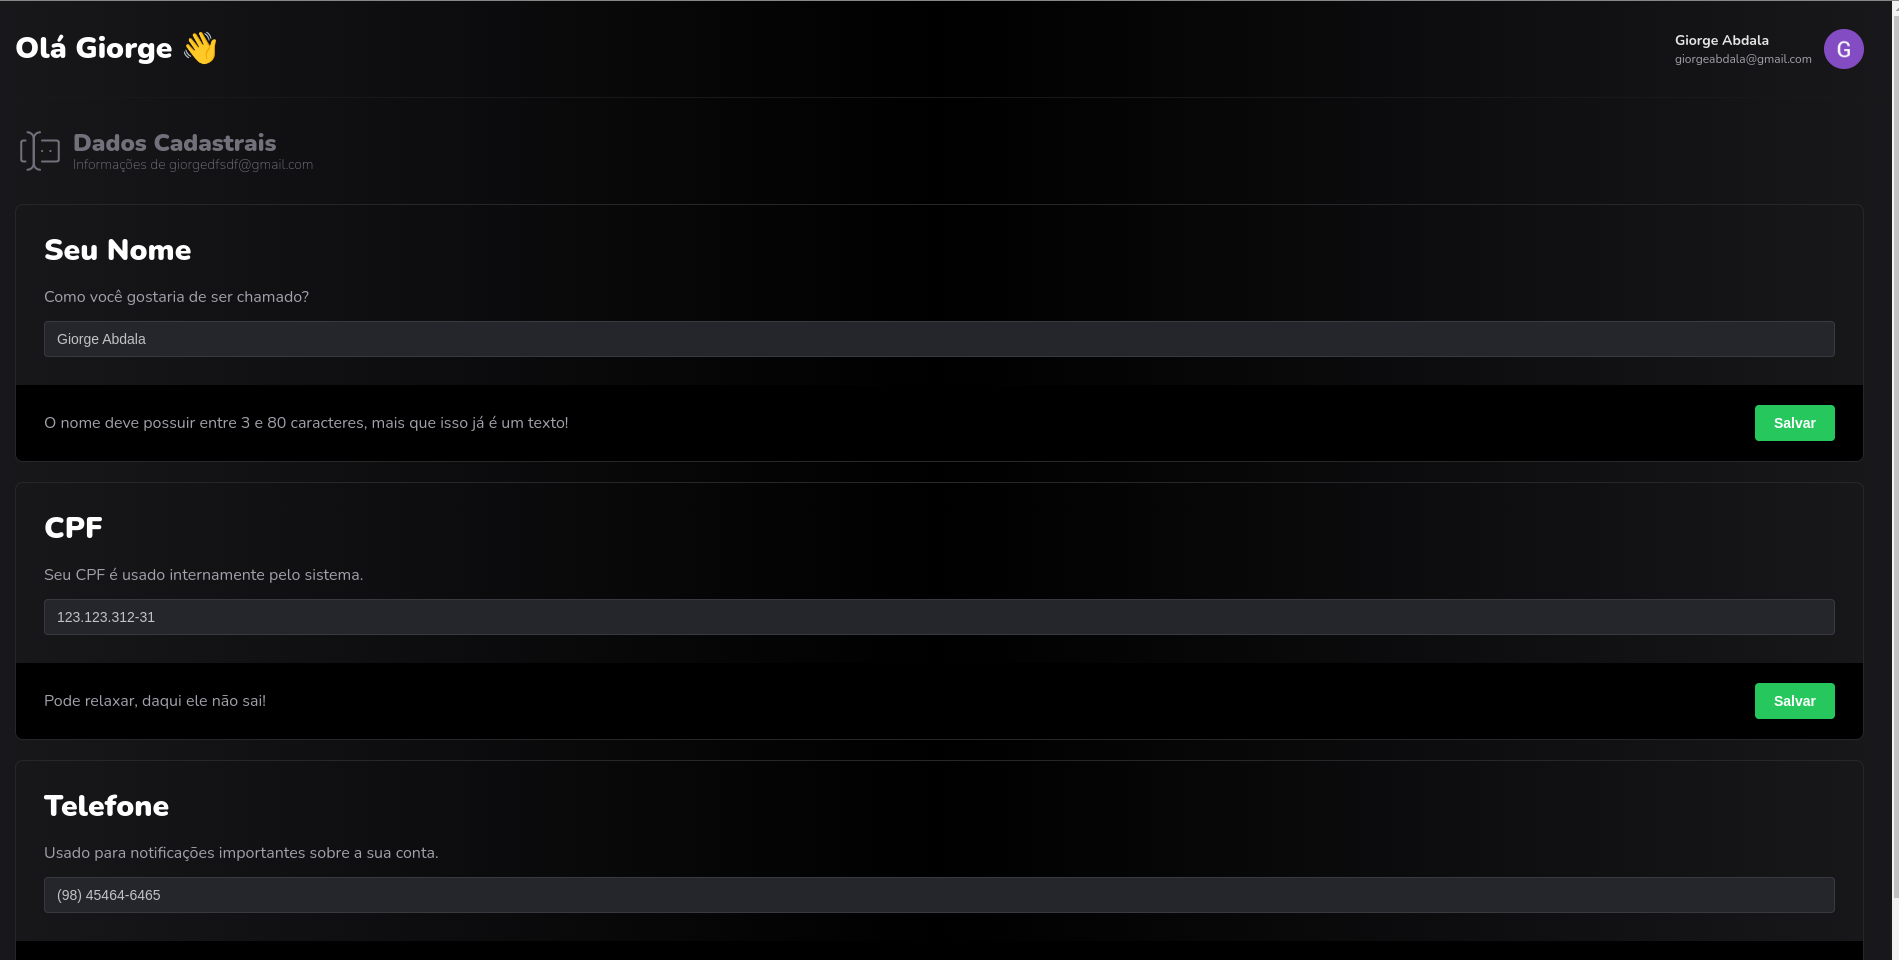 Olá Giorge 👋
Giorge Abdala
giorgeabdala@gmail.com
G
Dados Cadastrais
Informações de giorgedfsdf@gmail.com
Seu Nome
Como você gostaria de ser chamado?
Giorge Abdala
O nome deve possuir entre 3 e 80 caracteres, mais que isso já é um texto!
Salvar
CPF
Seu CPF é usado internamente pelo sistema.
123.123.312-31
Pode relaxar, daqui ele não sai!
Salvar
Telefone
Usado para notificações importantes sobre a sua conta.
(98) 45464-6465